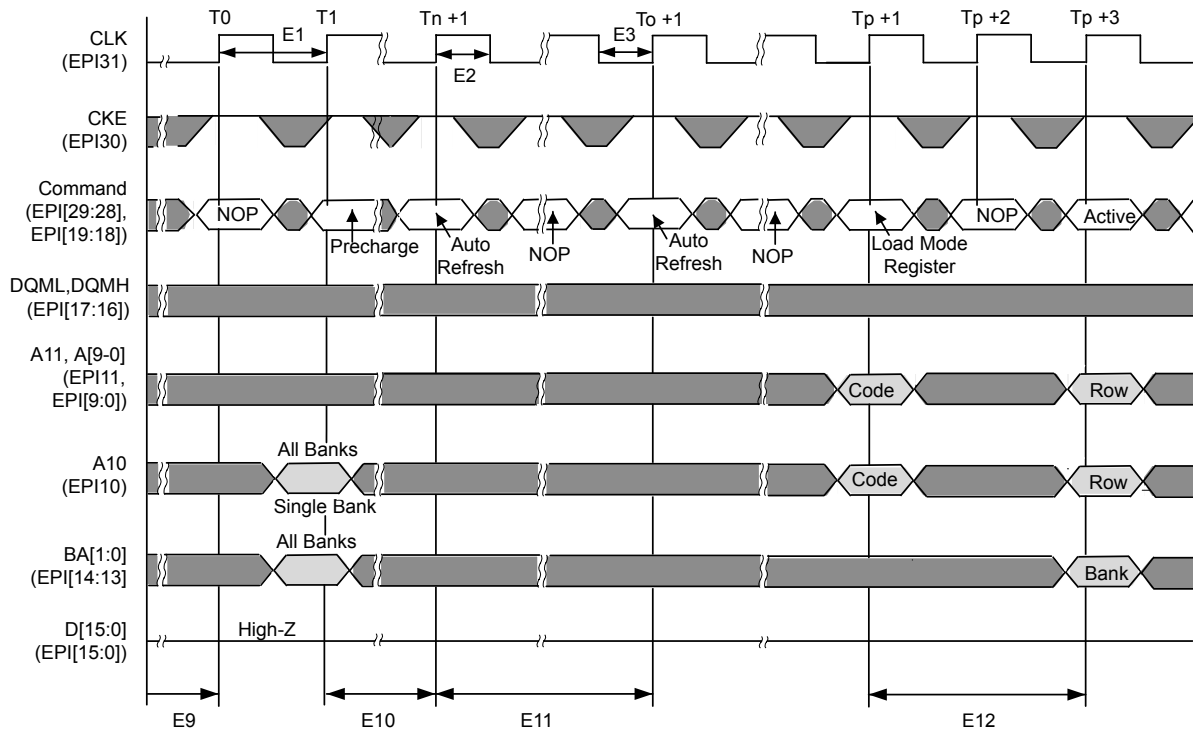 T0 T1 Tn +1 To +1 Tp +1 Tp +2 Tp +3
CLK
(EPI31)
E1
E2
E3
CKE
(EPI30)
Command
(EPI[29:28],
EPI[19:18])
NOP
Precharge
Auto
Refresh
NOP
Auto
Refresh
NOP
Load Mode
Register
NOP
Active
DQML,DQMH
(EPI[17:16])
A11, A[9-0]
(EPI11,
EPI[9:0])
Code
Row
A10
(EPI10)
All Banks
Single Bank
Code
Row
BA[1:0]
(EPI[14:13]
All Banks
Bank
D[15:0]
(EPI[15:0])
High-Z
E9 E10 E11 E12